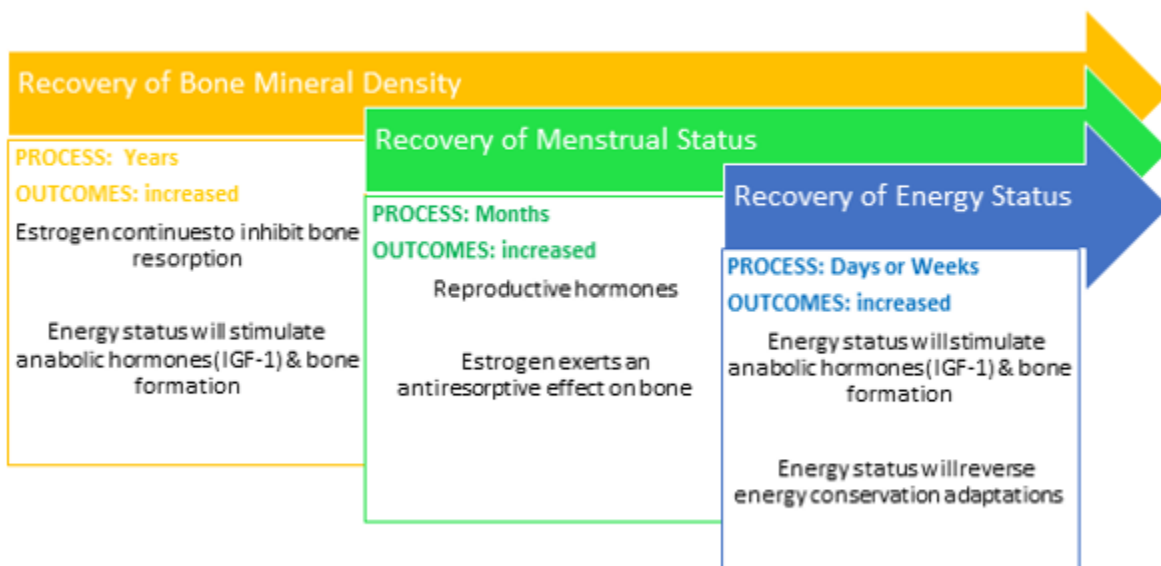 Recovery of Bone Mineral Density
PROCESS: Years
OUTCOMES: increased
Estrogen continuesto inhibit bone
resorption
Energy status will stimulate
anabolic hormones(IGF-1) & bone
formation
Recovery of Menstrual Status
PROCESS: Months
OUTCOMES: increased
Reproductive hormones
Estrogen exerts an
antiresorptive effect on bone
Recovery of Energy Status
PROCESS: Days or Weeks
OUTCOMES: increased
Energy status will stimulate
anabolic hormones(IGF-1) & bone
formation
Energy status will reverse
energy conservation adaptations